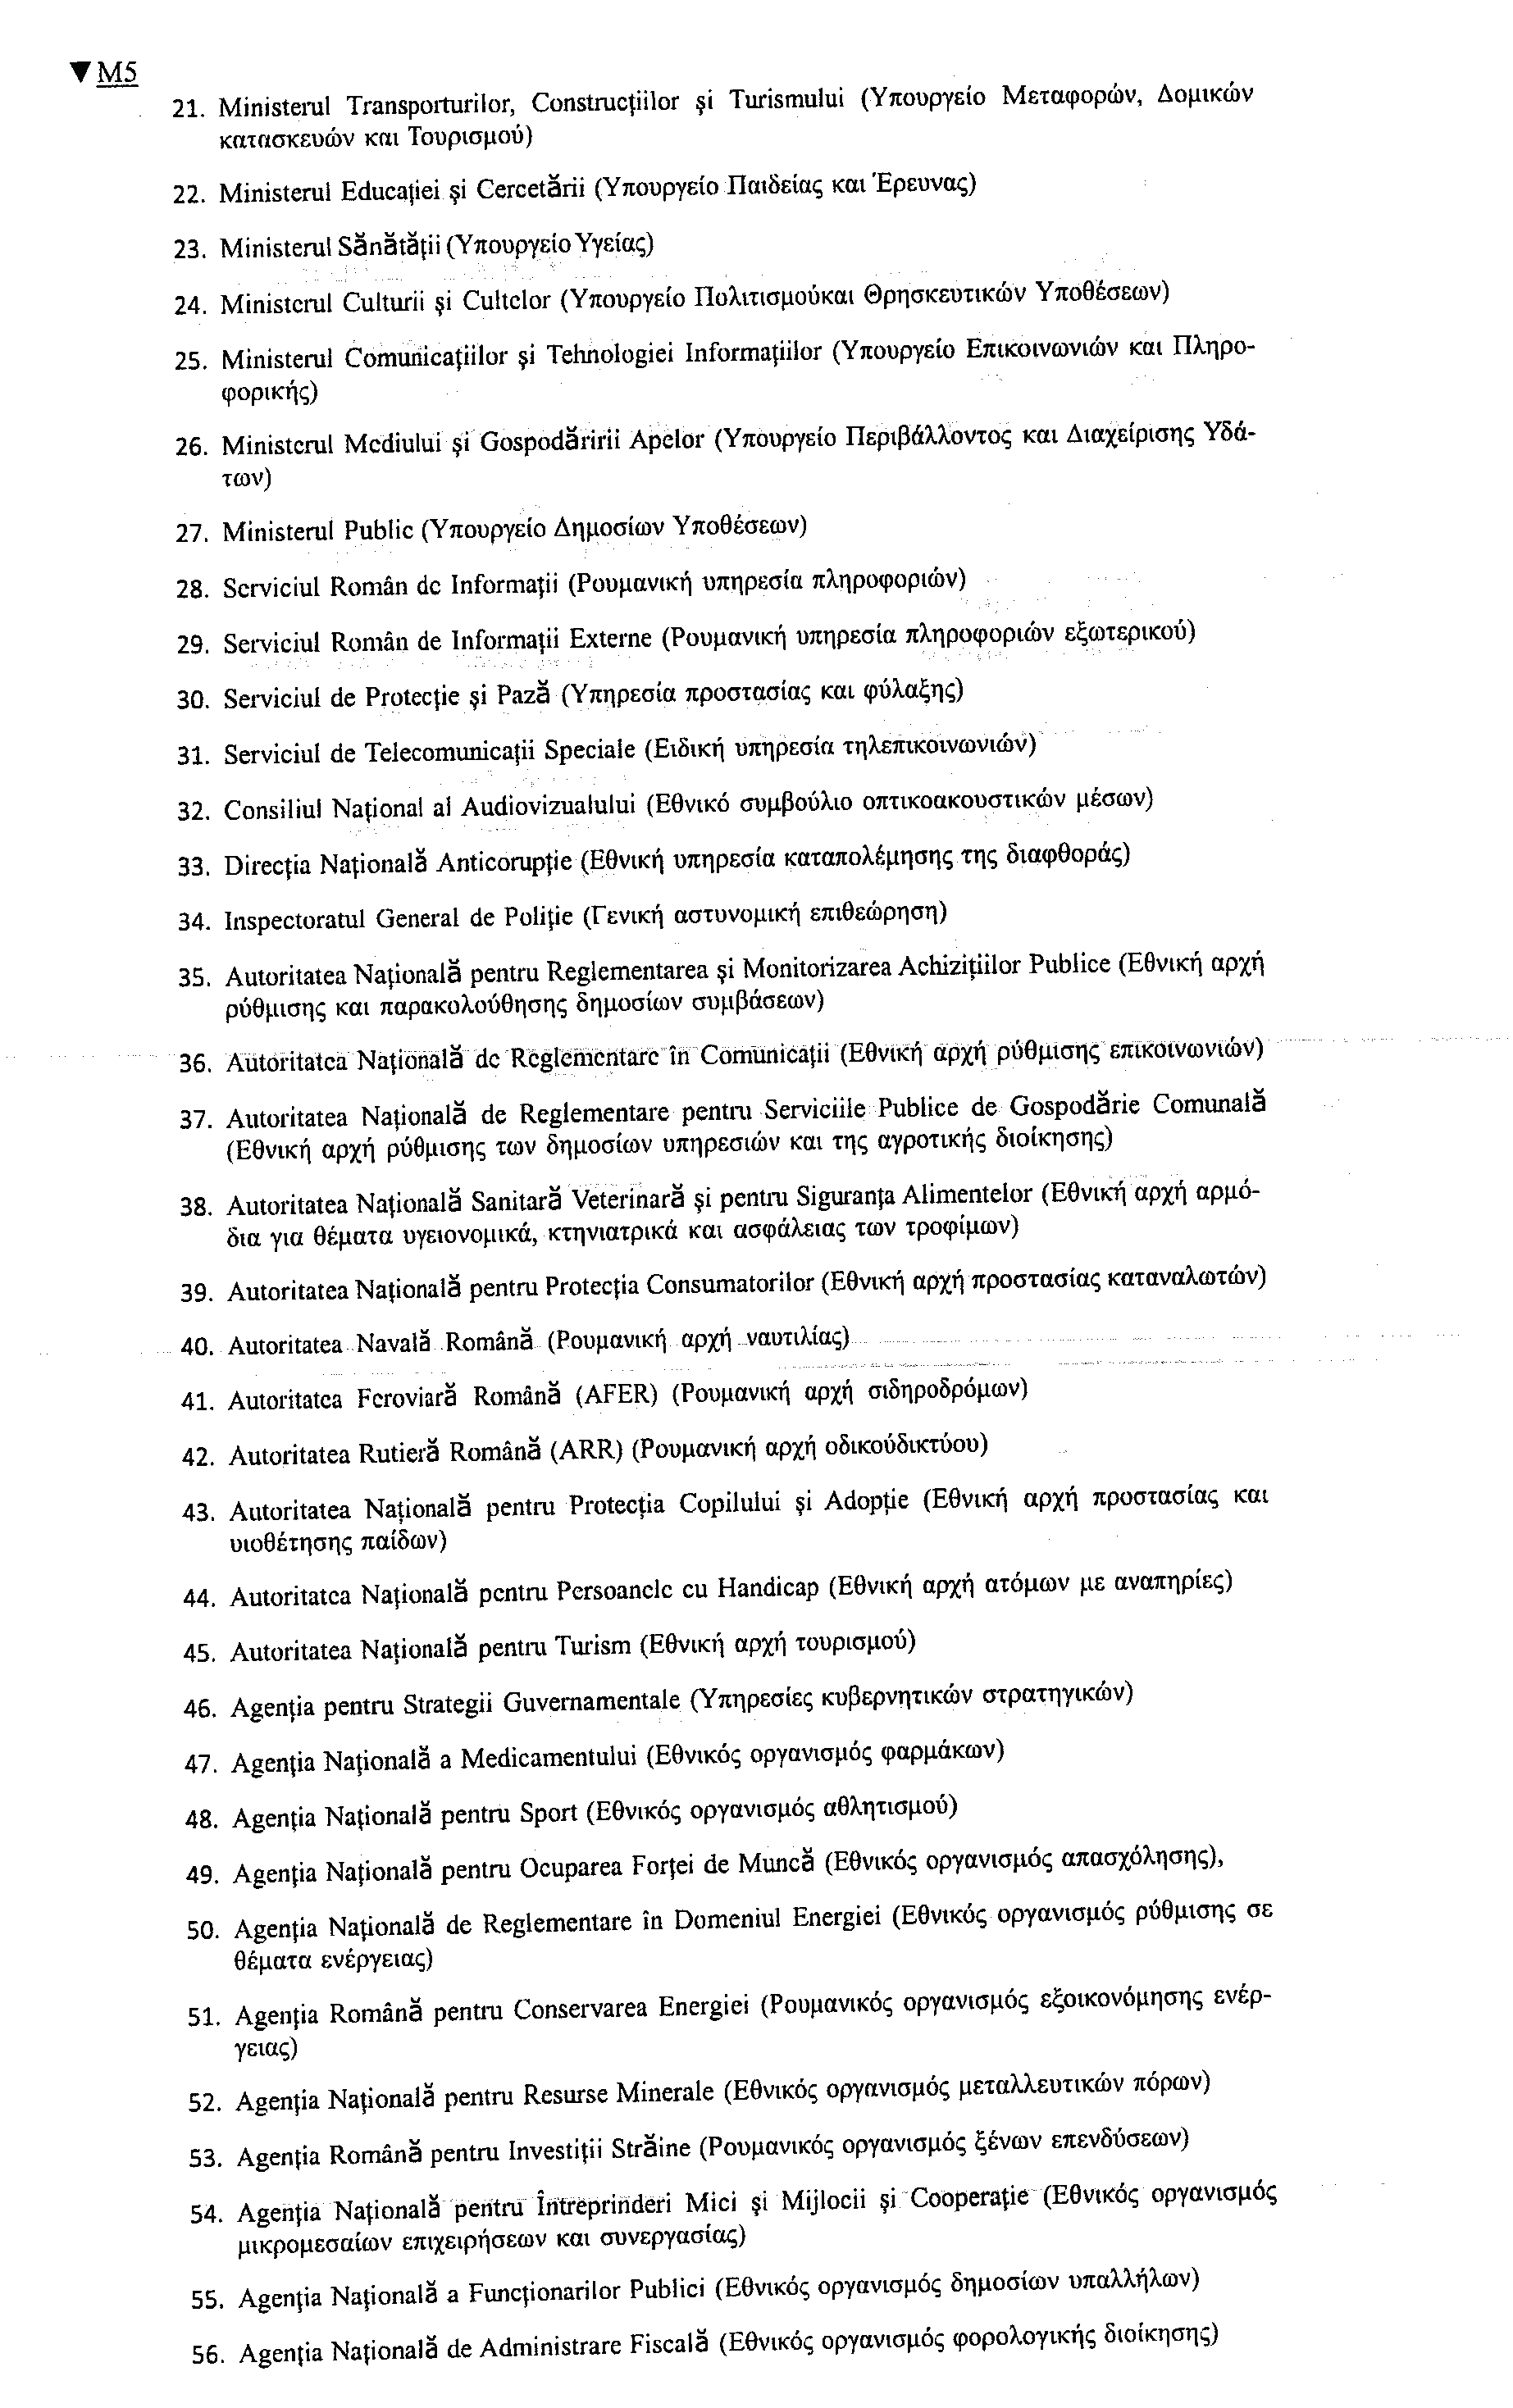 ▼M5
21. Ministerul Transporturilor, Construcţiilor şi Turismului (Υπουργείο Μεταφορών, Δομικών
κατασκευών και Τουρισμού)
22. Ministerul Educaţiei şi Cercetării (Υπουργείο Παιδείας και Έρευνας)
23. Ministerul Sănătăţii (Υπουργείο Υγείας)
24. Ministerul Culturii şi Cultelor (Υπουργείο Πολιτισμούκαι Θρησκευτικών Υποθέσεων)
25. Ministerul Comunicaţiilor şi Tehnologiei Informaţiilor (Υπουργείο Επικοινωνιών και Πληρο-
φορικής)
26. Ministerul Mediului şi Gospodăririi Apelor (Υπουργείο Περιβάλλοντος και Διαχείρισης Υδά-
των)
27. Ministerul Public (Υπουργείο Δημοσίων Υποθέσεων)
28. Serviciul Român de Informaţii (Ρουμανική υπηρεσία πληροφοριών)
29. Serviciul Român de Informaţii Externe (Ρουμανική υπηρεσία πληροφοριών εξωτερικού)
30. Serviciul de Protecţie şi Pază (Υπηρεσία προστασίας και φύλαξης)
31. Serviciul de Telecomunicaţii Speciale (Ειδική υπηρεσία τηλεπικοινωνιών)
32. Consiliul Naţional al Audiovizualului (Εθνικό συμβούλιο οπτικοακουστικών μέσων)
33. Direcţia Naţională Anticorupţie (Εθνική υπηρεσία καταπολέμησης της διαφθοράς)
34. Inspectoratul General de Poliţie (Γενική αστυνομική επιθεώρηση)
35. Autoritatea Naţională pentru Reglementarea şi Monitorizarea Achiziţiilor Publice (Εθνική αρχή
ρύθμισης και παρακολούθησης δημοσίων συμβάσεων)
36. Autoritatea Naţională de Reglementare în Comunicaţii (Εθνική αρχή ρύθμισης επικοινωνιών)
37. Autoritatea Naţională de Reglementare pentru Serviciile Publice de Gospodărie Comunală
(Εθνική αρχή ρύθμισης των δημοσίων υπηρεσιών και της αγροτικής διοίκησης)
38. Autoritatea Naţională Sanitară Veterinară şi pentru Siguranţa Alimentelor (Εθνική αρχή αρμό-
δια για θέματα υγειονομικά, κτηνιατρικά και ασφάλειας των τροφίμων)
39. Autoritatea Naţională pentru Protecţia Consumatorilor (Εθνική αρχή προστασίας καταναλωτών)
40. Autoritatea Navală Română (Ρουμανική αρχή ναυτιλίας)
41. Autoritatea Feroviară Română (AFER) (Ρουμανική αρχή σιδηροδρόμων)
42. Autoritatea Rutieră Română (ARR) (Ρουμανική αρχή οδικούδικτύου)
43. Autoritatea Naţională pentru Protecţia Copilului şi Adopţie (Εθνική αρχή προστασίας και
υιοθέτησης παίδων)
44. Autoritatea Naţională pentru Persoanele cu Handicap (Εθνική αρχή ατόμων με αναπηρίες)
45. Autoritatea Naţională pentru Turism (Εθνική αρχή τουρισμού)
46. Agenţia pentru Strategii Guvernamentale (Υπηρεσίες κυβερνητικών στρατηγικών)
47. Agenţia Naţională a Medicamentului (Εθνικός οργανισμός φαρμάκων)
48. Agenţia Naţională pentru Sport (Εθνικός οργανισμός αθλητισμού)
49. Agenţia Naţională pentru Ocuparea Forţei de Muncă (Εθνικός οργανισμός απασχόλησης),
50. Agenţia Naţională de Reglementare în Domeniul Energiei (Εθνικός οργανισμός ρύθμισης σε
θέματα ενέργειας)
51. Agenţia Română pentru Conservarea Energiei (Ρουμανικός οργανισμός εξοικονόμησης ενέρ-
γειας)
52. Agenţia Naţională pentru Resurse Minerale (Εθνικός οργανισμός μεταλλευτικών πόρων)
53. Agenţia Română pentru Investiţii Străine (Ρουμανικός οργανισμός ξένων επενδύσεων)
54. Agenţia Naţională pentru Întreprinderi Mici şi Mijlocii şi Cooperaţie (Εθνικός οργανισμός
μικρομεσαίων επιχειρήσεων και συνεργασίας)
55. Agenţia Naţională a Funcţionarilor Publici (Εθνικός οργανισμός δημοσίων υπαλλήλων)
56. Agenţia Naţională de Administrare Fiscală (Εθνικός οργανισμός φορολογικής διοίκησης)